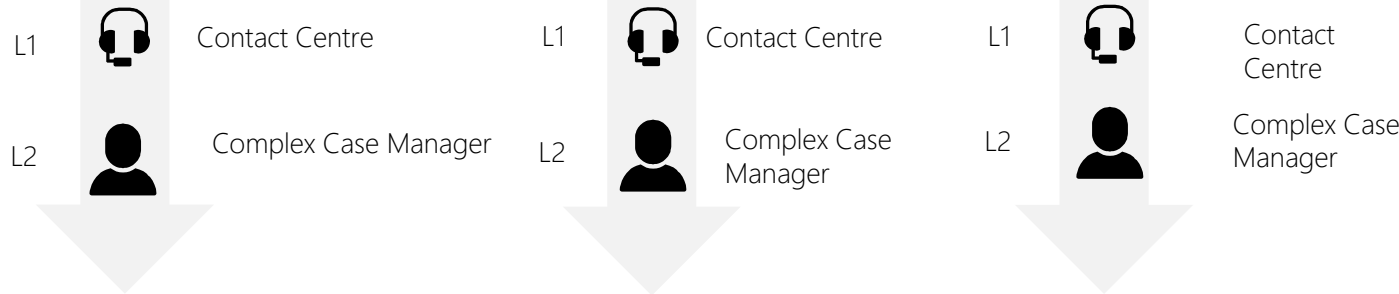 L1 Contact Centre
L2 Complex Case Manager
L1 Contact Centre
L2 Complex Case
Manager
L1 Contact
Centre
L2 Complex Case
Manager